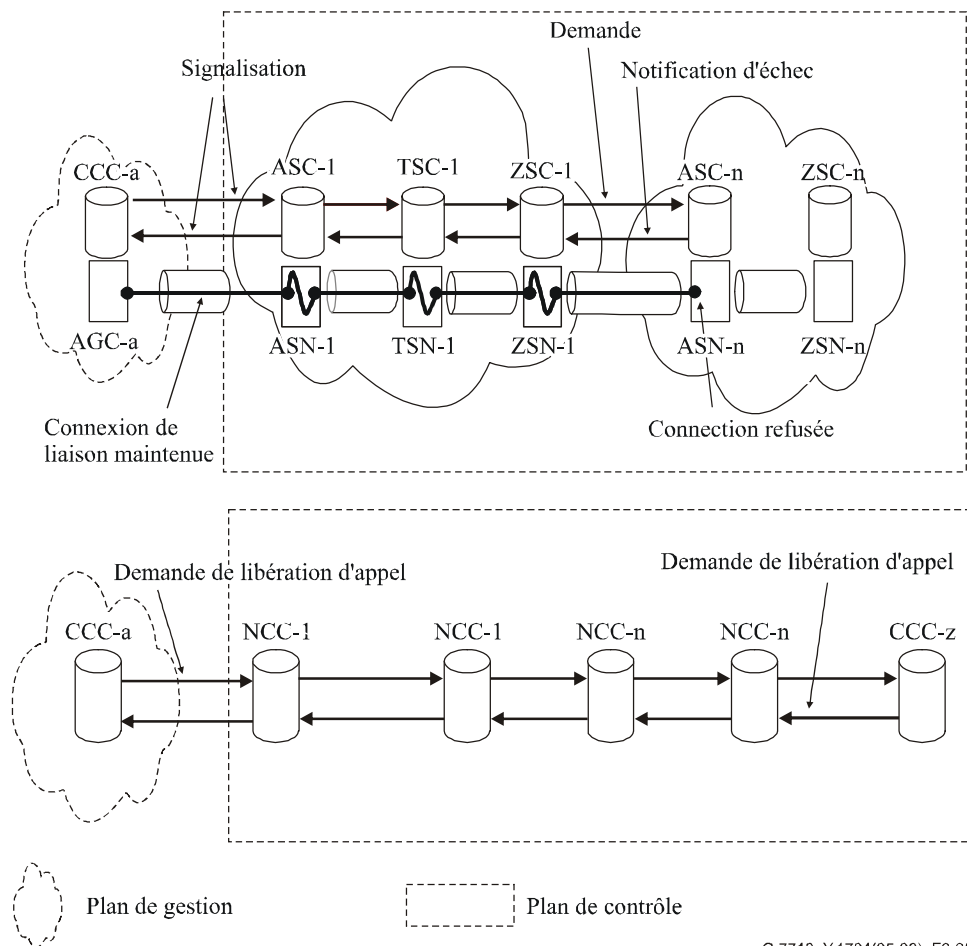 Demande
Signalisation
Notification d'échec
CCC-a
ASC-1
TSC-1
ZSC-1
ASC-n
ZSC-n
AGC-a
ASN-1
TSN-1
ZSN-1
ASN-n
ZSN-n
Connexion de
liaison maintenue
Connection refusée
Demande de libération d'appel
Demande de libération d'appel
CCC-a
NCC-1
NCC-1
NCC-n
NCC-n
CCC-z
Plan de gestion
Plan de contrôle